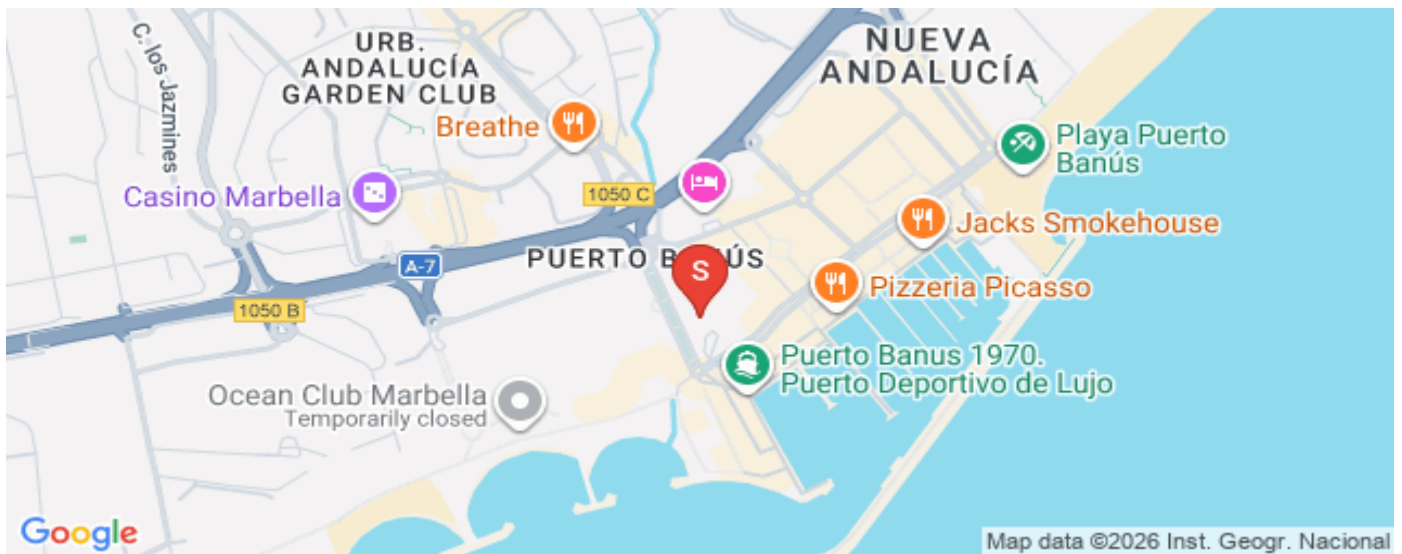 C. los Jazmines
URB.
ANDALUCÍA
GARDEN CLUB
NUEVA
ANDALUCÍA
Breathe
Playa Puerto
Banús
Casino Marbella
1050 C
Jacks Smokehouse
PUERTO B ÚS
S
A-7
Pizzeria Picasso
1050 B
Puerto Banus 1970.
Puerto Deportivo de Lujo
Ocean Club Marbella
Temporarily closed
Google
Map data ©2026 Inst. Geogr. Nacional